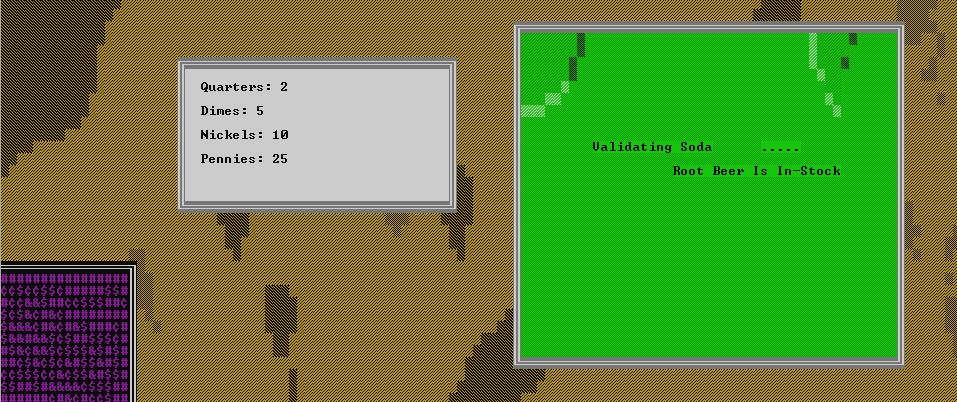 Quarters: 2
Dimes: 5
Nickels: 10
Pennies: 25
Validating Soda .....
Root Beer Is In-Stock